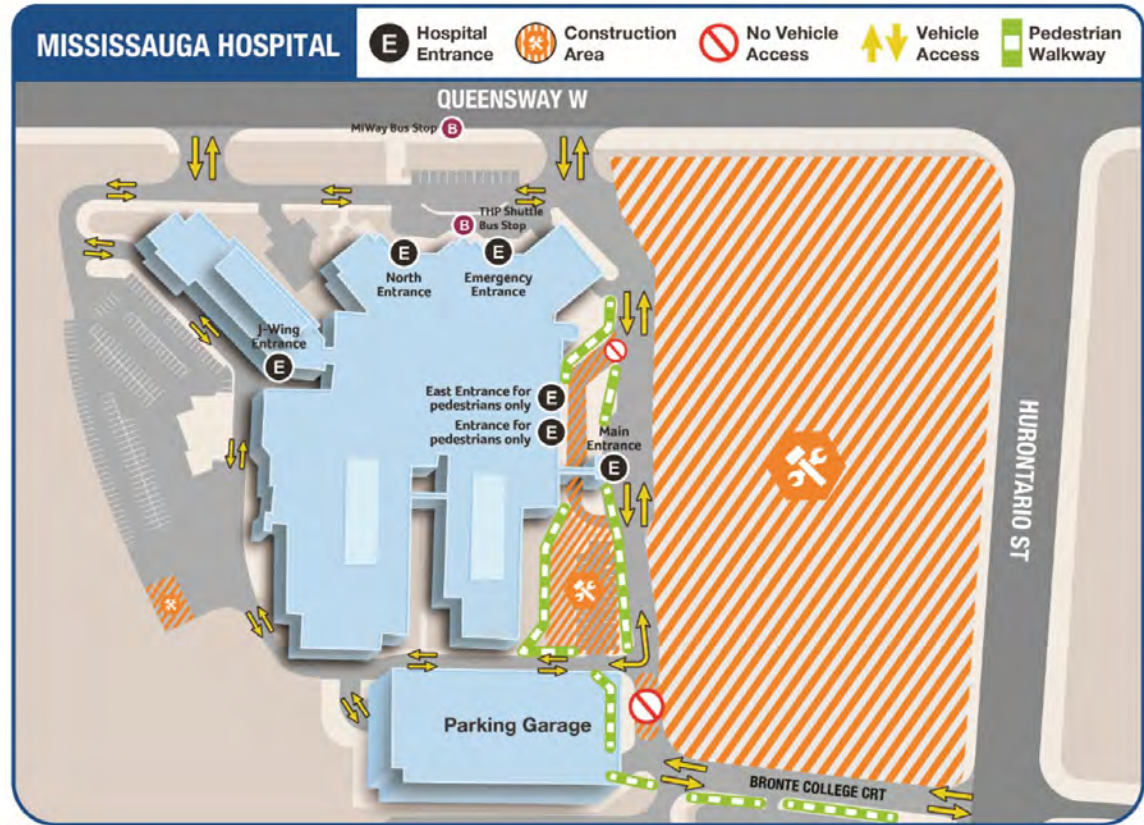 MISSISSAUGA HOSPITAL
E
Hospital
Entrance
Construction
Area
No Vehicle
Access
Vehicle
Access
Pedestrian
Walkway
QUEENSWAY W
MiWay Bus Stop B
B
THP Shuttle
Bus Stop
E
North
Entrance
E
Emergency
Entrance
J-Wing
Entrance
E
East Entrance for
pedestrians only
E
Entrance for
pedestrians only
E
Main
Entrance
E
HURONTARIO ST
Parking Garage
BRONTE COLLEGE CRT